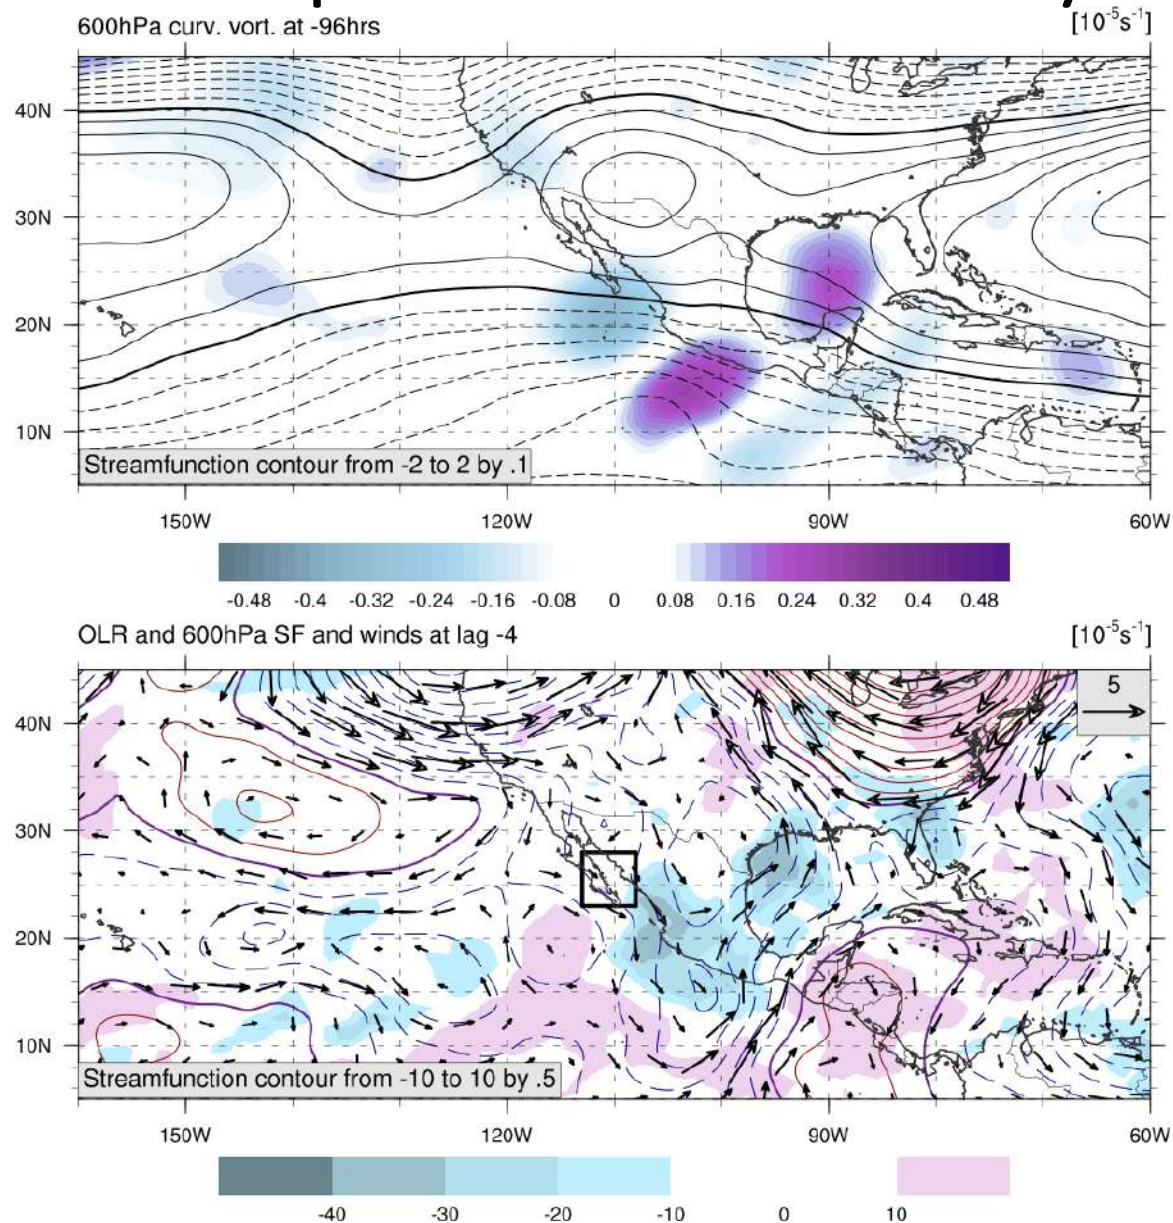 600hPa curv. vort. at -96hrs
[10-5s-1]
40N
30N
20N
10N
Streamfunction contour from -2 to 2 by .1
150W 120W 90W 60W
-0.48 -0.4 -0.32 -0.24 -0.16 -0.08 0 0.08 0.16 0.24 0.32 0.4 0.48
OLR and 600hPa SF and winds at lag -4
[10-5s-1]
5
40N
30N
20N
10N
Streamfunction contour from -10 to 10 by .5
150W 120W 90W 60W
-40 -30 -20 -10 0 10